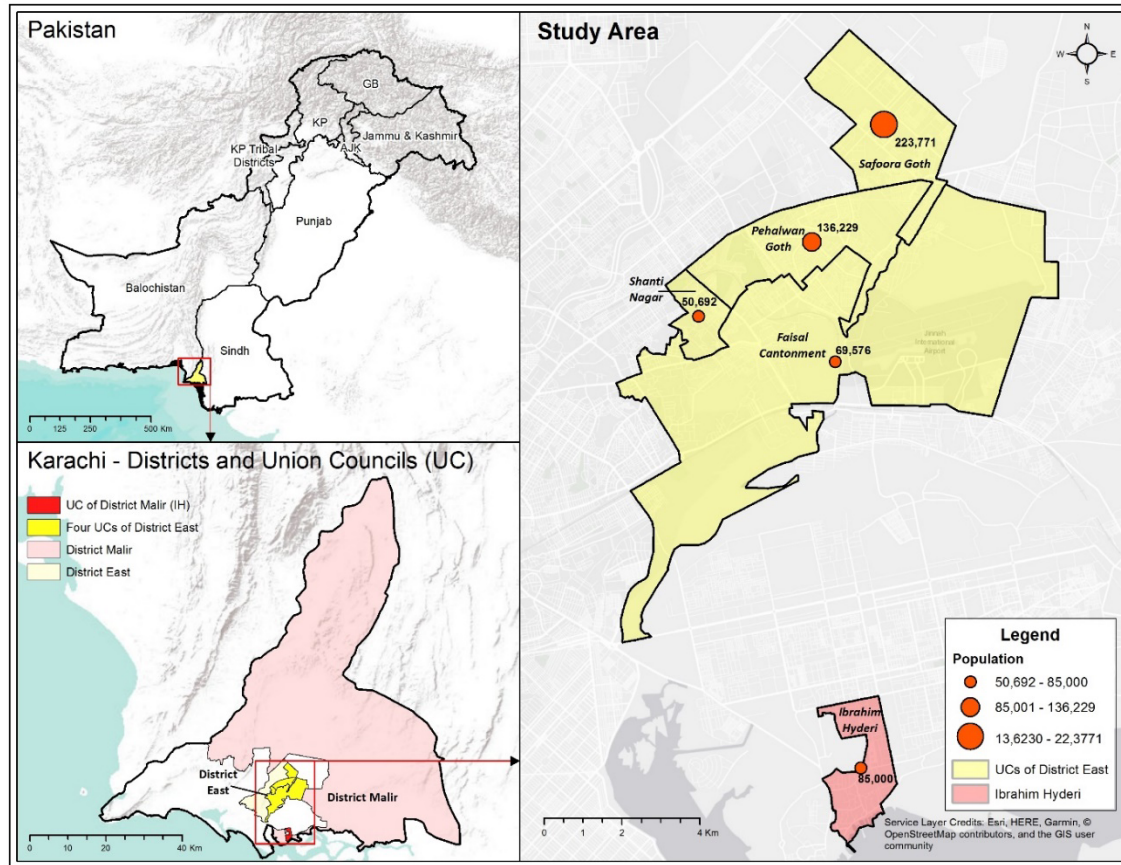 Pakistan
GB
KP
Jammu & Kashmir
KP Tribal
Districts
AJK
Punjab
Balochistan
Sindh
0 125 250 500 Km
Karachi - Districts and Union Councils (UC)
UC of District Malir (IH)
Four UCs of District East
District Malir
District East
District
East
District Malir
0 20 40 Km
Study Area
N
W E
S
223,771
Safoora Goth
Pehalwan
Goth
136,229
Shanti
Nagar
50,692
Faisal
Cantonment
69,576
Jinnah
International
Airport
Ibrahim
Hyderi
85,000
0 2 4 Km
Legend
Population
50,692 - 85,000
85,001 - 136,229
13,6230 - 22,3771
UCs of District East
Ibrahim Hyderi
Service Layer Credits: Esri, HERE, Garmin, ©
OpenStreetMap contributors, and the GIS user
community